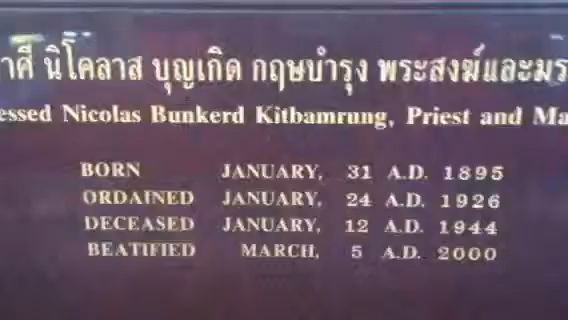 าศี นิโคลาส บุญเกิด กฤษบำรุง พระสงฆ์และมร
essed Nicolas Bunkerd Kitbamrung, Priest and Ma
BORN JANUARY, 31 A.D. 1895
ORDAINED JANUARY, 24 A.D. 1926
DECEASED JANUARY, 12 A.D. 1944
BEATIFIED MARCH, 5 A.D. 2000